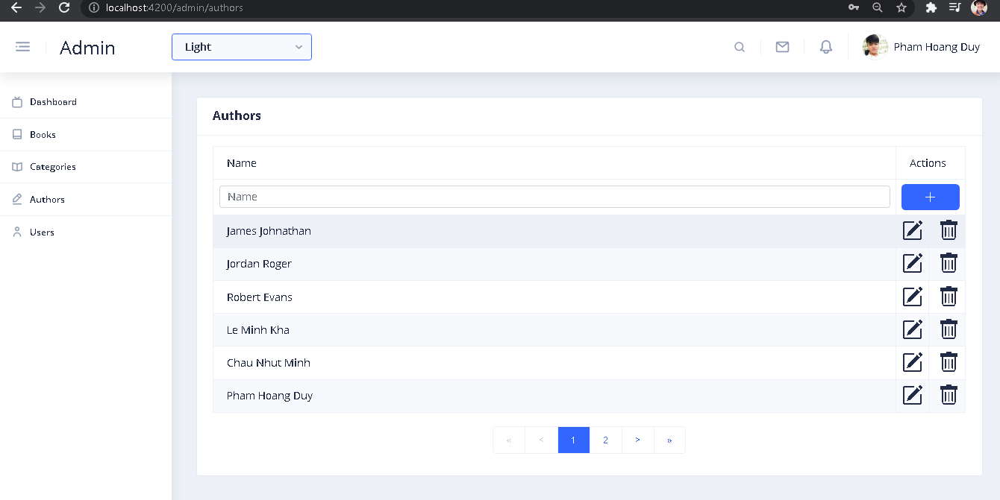 localhost:4200/admin/authors
Admin
Light
Pham Hoang Duy
Dashboard
Books
Categories
Authors
Users
Authors
Name Actions
Name +
James Johnathan
Jordan Roger
Robert Evans
Le Minh Kha
Chau Nhut Minh
Pham Hoang Duy
« < 1 2 > »